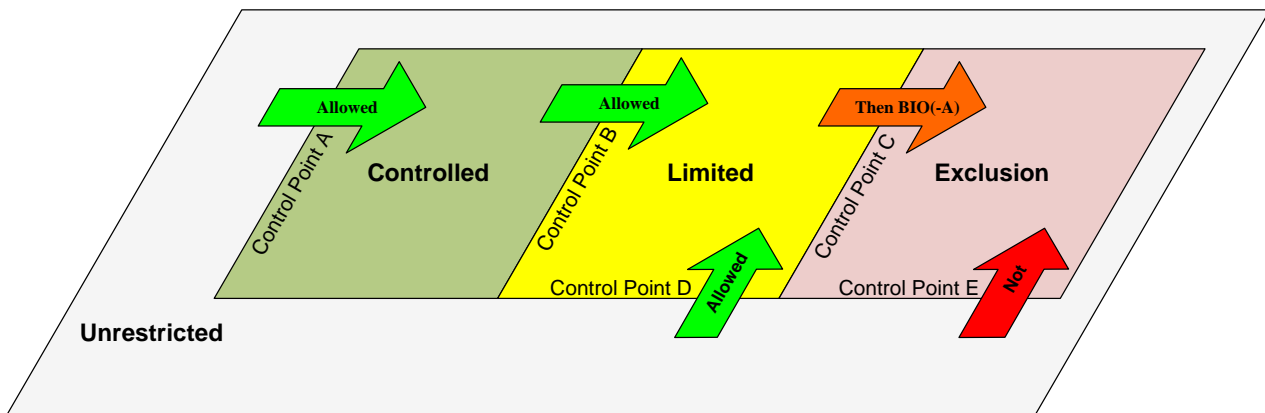 Allowed
Allowed
Then BIO(-A)
Control Point A
Control Point B
Control Point C
Controlled
Limited
Exclusion
Allowed
Not
Control Point D
Control Point E
Unrestricted